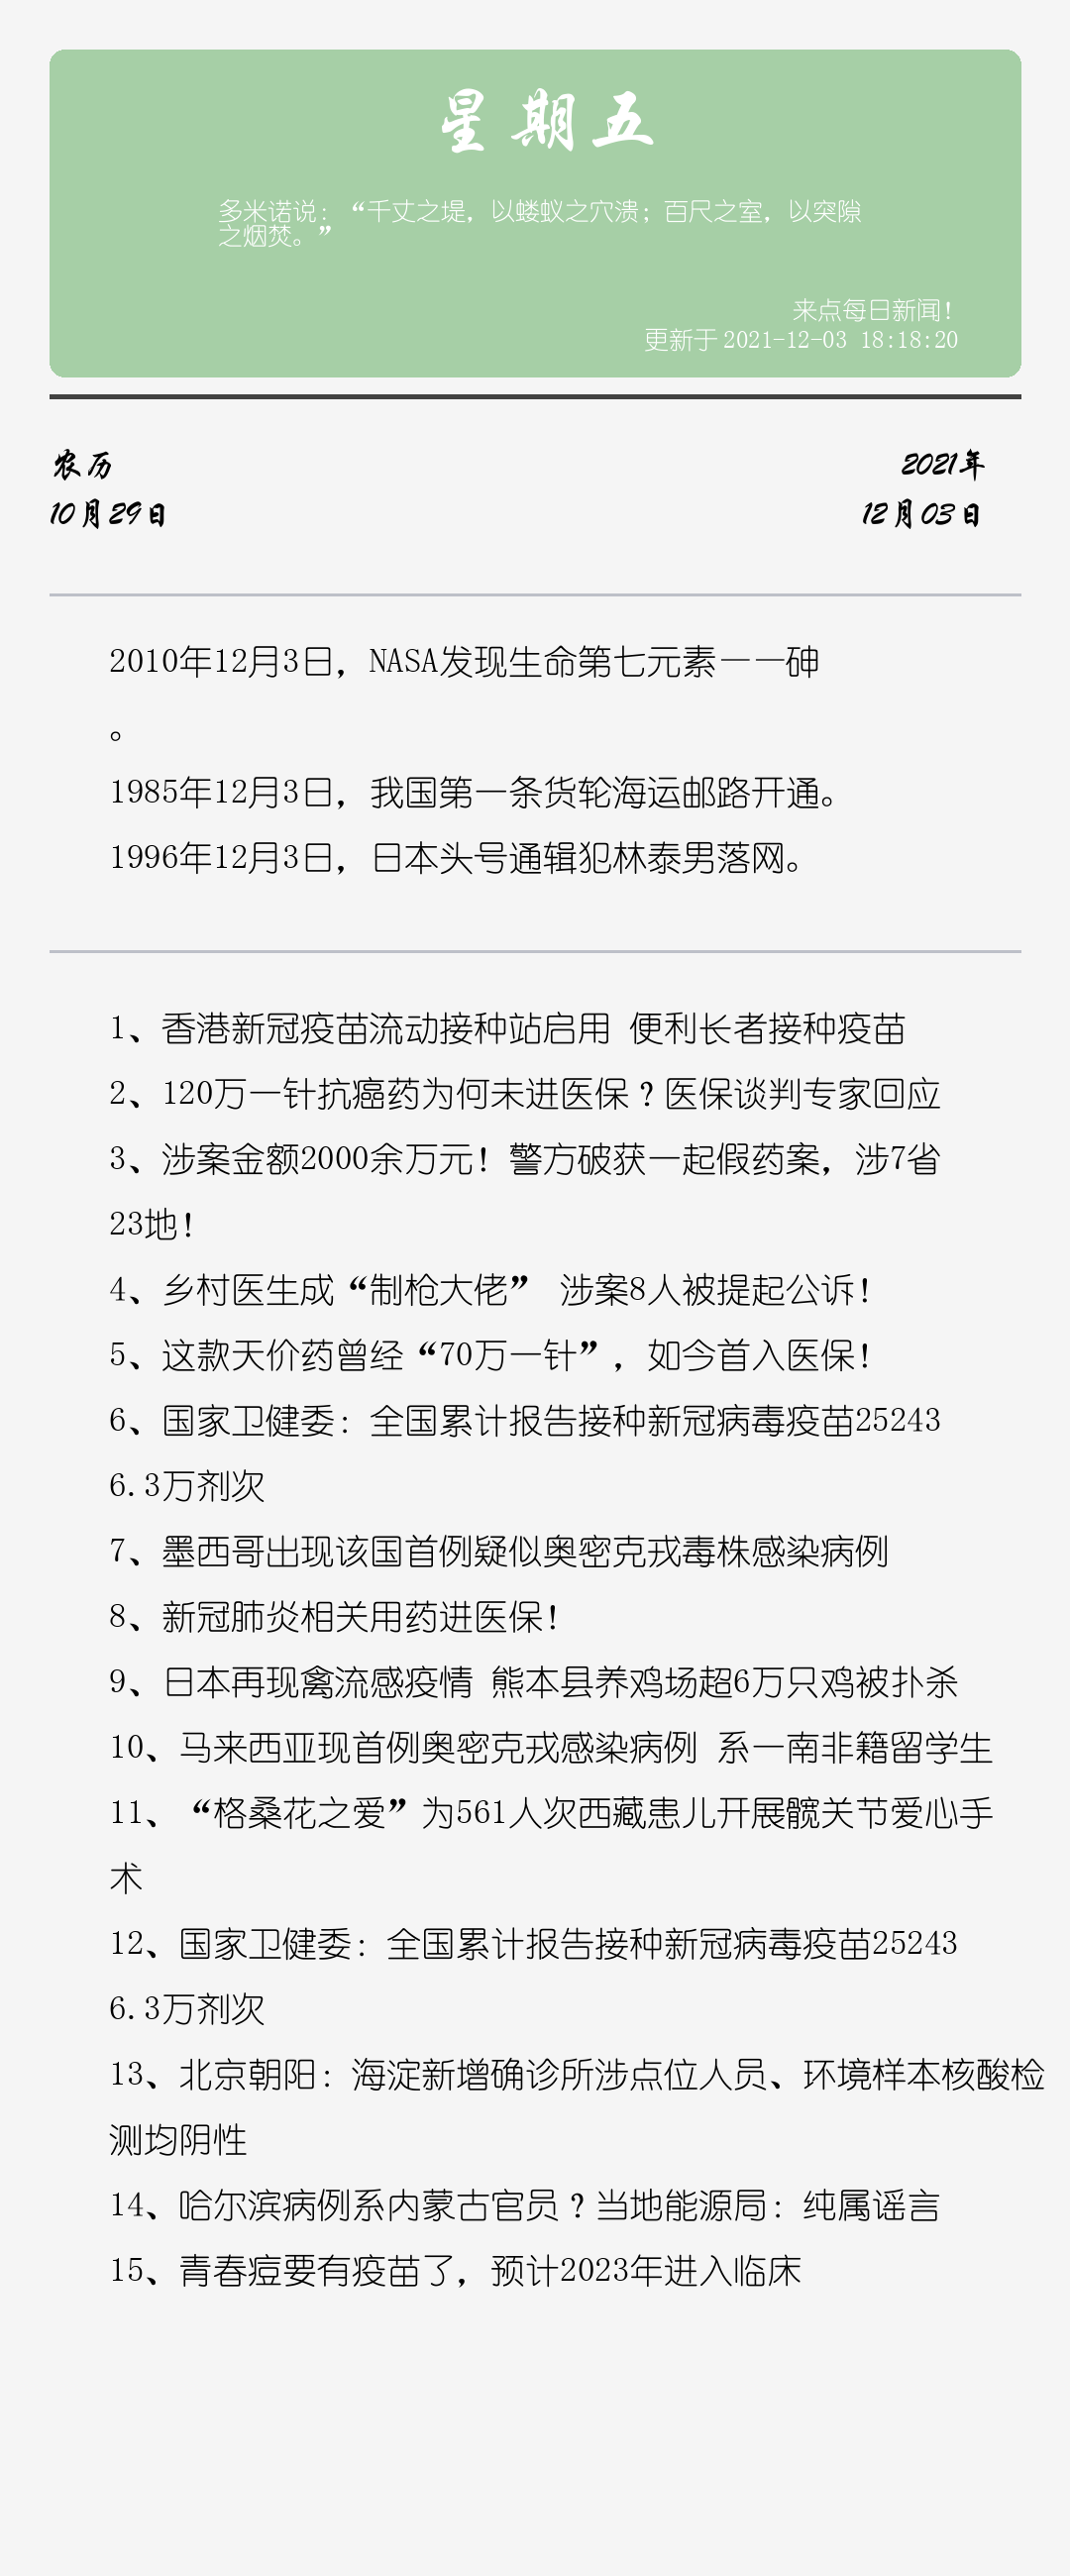 星期五
多米诺说：“千丈之堤，以蝼蚁之穴溃；百尺之室，以突隙
之烟焚。”
来点每日新闻！
更新于 2021-12-03 18:18:20
农历
10月29日
2021年
12月03日
2010年12月3日，NASA发现生命第七元素——砷
。
1985年12月3日，我国第一条货轮海运邮路开通。
1996年12月3日，日本头号通辑犯林泰男落网。
1、香港新冠疫苗流动接种站启用 便利长者接种疫苗
2、120万一针抗癌药为何未进医保？医保谈判专家回应
3、涉案金额2000余万元！警方破获一起假药案，涉7省
23地！
4、乡村医生成“制枪大佬” 涉案8人被提起公诉！
5、这款天价药曾经“70万一针”，如今首入医保！
6、国家卫健委：全国累计报告接种新冠病毒疫苗25243
6.3万剂次
7、墨西哥出现该国首例疑似奥密克戎毒株感染病例
8、新冠肺炎相关用药进医保！
9、日本再现禽流感疫情 熊本县养鸡场超6万只鸡被扑杀
10、马来西亚现首例奥密克戎感染病例 系一南非籍留学生
11、“格桑花之爱”为561人次西藏患儿开展髋关节爱心手
术
12、国家卫健委：全国累计报告接种新冠病毒疫苗25243
6.3万剂次
13、北京朝阳：海淀新增确诊所涉点位人员、环境样本核酸检
测均阴性
14、哈尔滨病例系内蒙古官员？当地能源局：纯属谣言
15、青春痘要有疫苗了，预计2023年进入临床